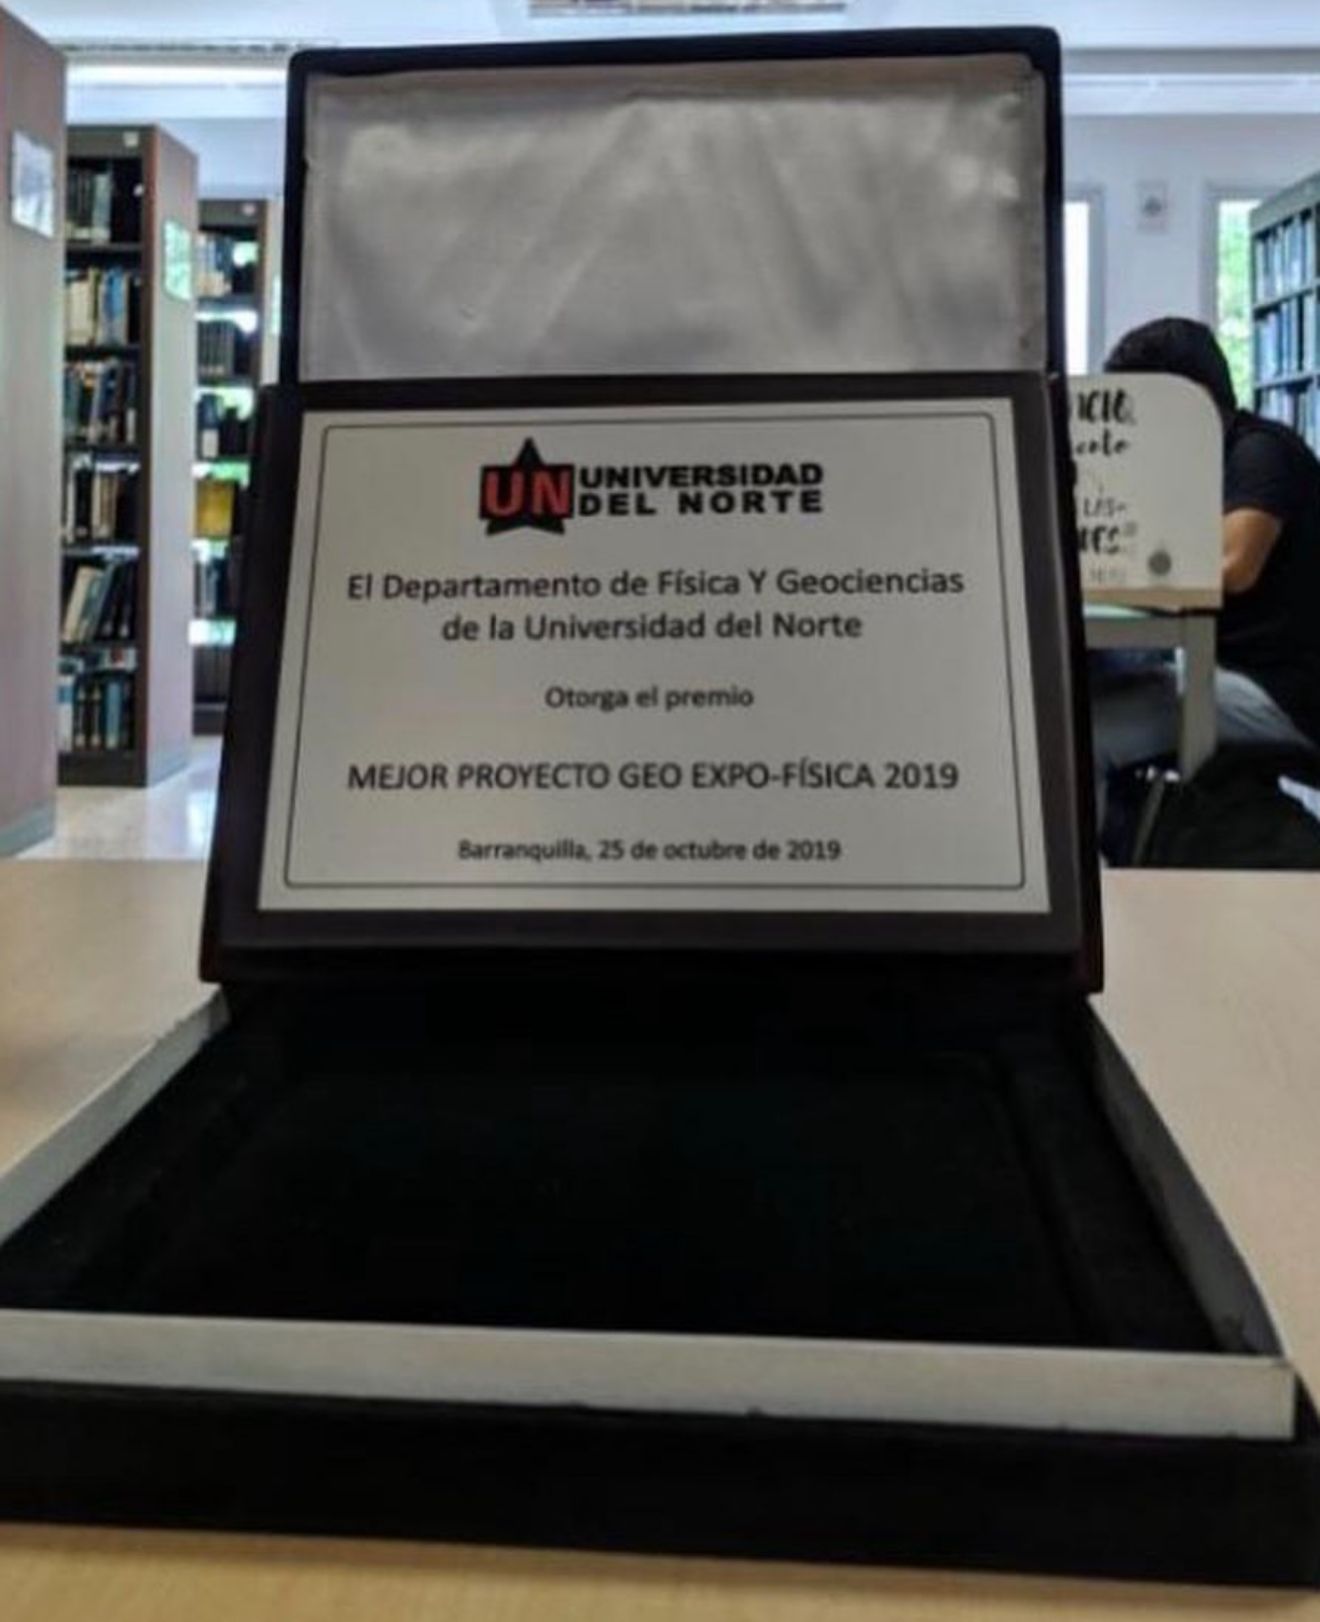 UN UNIVERSIDAD
DEL NORTE
El Departamento de Física Y Geociencias
de la Universidad del Norte
Otorga el premio
MEJOR PROYECTO GEO EXPO-FÍSICA 2019
Barranquilla, 25 de octubre de 2019